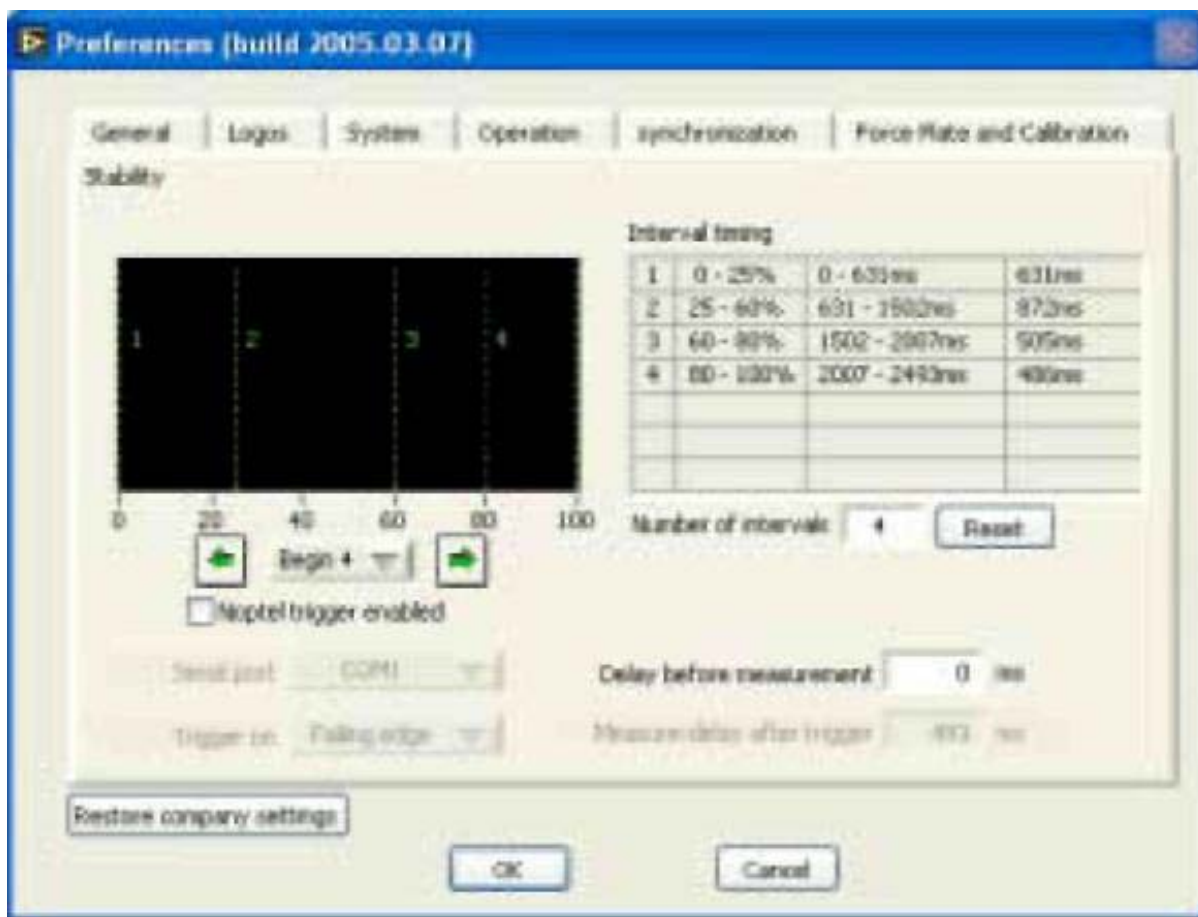 Preferences (build 2005.03.07)
General Logos System Operation synchronization Force Plate and Calibration
Stability
Interval timing
1 0 - 25% 0 - 631ms 631ms
2 25 - 60% 631 - 1502ms 872ms
3 60 - 80% 1502 - 2007ms 505ms
4 80 - 100% 2007 - 2493ms 486ms
1 2 3 4
0 20 40 60 80 100
Number of intervals 4 Reset
Begin 4
Noptel trigger enabled
Serial port COM1
Delay before measurement 0 ms
Trigger on Falling edge
Measure delay after trigger ms
Restore company settings
OK Cancel